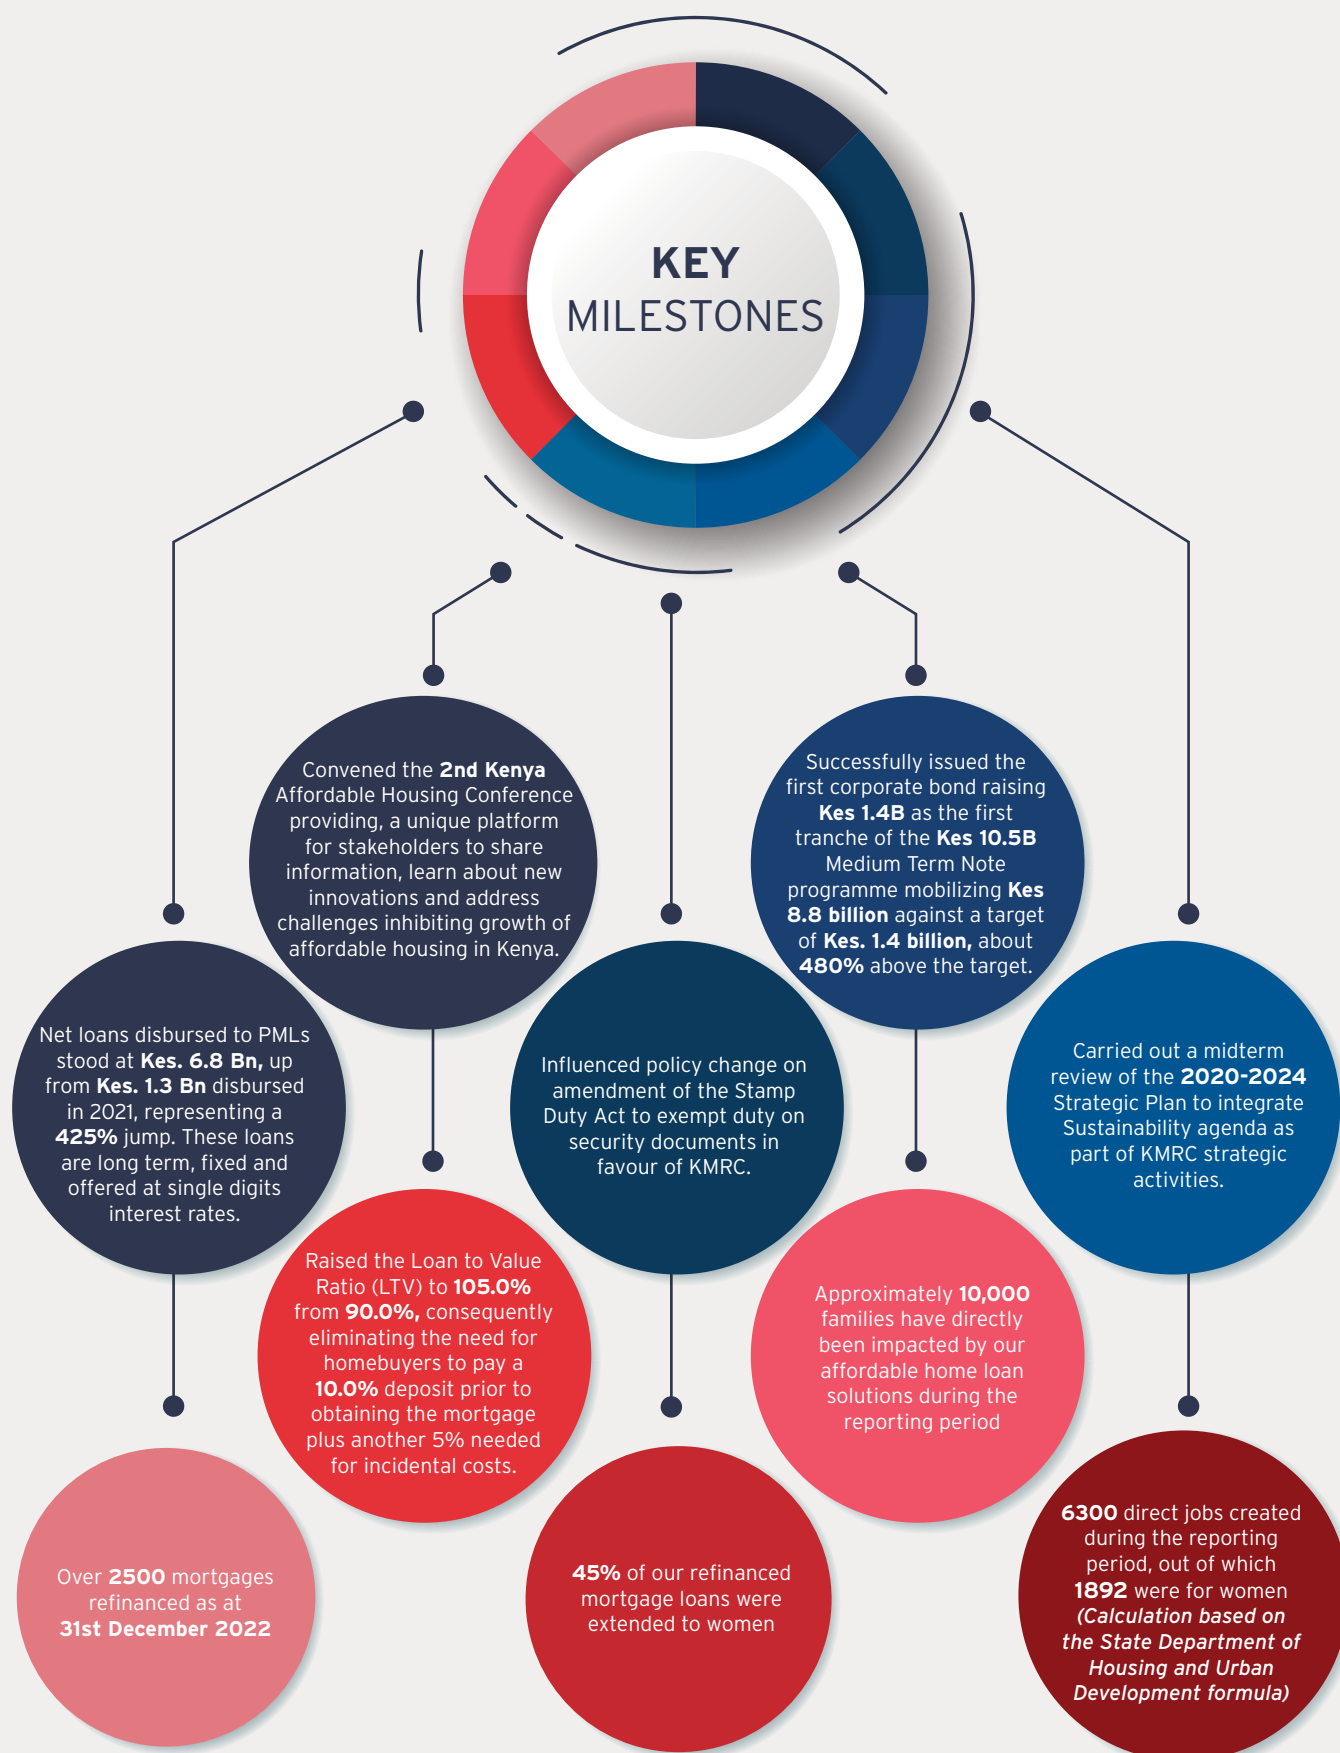 KEY
MILESTONES
Convened the 2nd Kenya
Affordable Housing Conference
providing, a unique platform
for stakeholders to share
information, learn about new
innovations and address
challenges inhibiting growth of
affordable housing in Kenya.
Successfully issued the
first corporate bond raising
Kes 1.4B as the first
tranche of the Kes 10.5B
Medium Term Note
programme mobilizing Kes
8.8 billion against a target
of Kes. 1.4 billion, about
480% above the target.
Net loans disbursed to PMLs
stood at Kes. 6.8 Bn, up
from Kes. 1.3 Bn disbursed
in 2021, representing a
425% jump. These loans
are long term, fixed and
offered at single digits
interest rates.
Influenced policy change on
amendment of the Stamp
Duty Act to exempt duty on
security documents in
favour of KMRC.
Carried out a midterm
review of the 2020-2024
Strategic Plan to integrate
Sustainability agenda as
part of KMRC strategic
activities.
Raised the Loan to Value
Ratio (LTV) to 105.0%
from 90.0%, consequently
eliminating the need for
homebuyers to pay a
10.0% deposit prior to
obtaining the mortgage
plus another 5% needed
for incidental costs.
Approximately 10,000
families have directly
been impacted by our
affordable home loan
solutions during the
reporting period
Over 2500 mortgages
refinanced as at
31st December 2022
45% of our refinanced
mortgage loans were
extended to women
6300 direct jobs created
during the reporting
period, out of which
1892 were for women
(Calculation based on
the State Department of
Housing and Urban
Development formula)